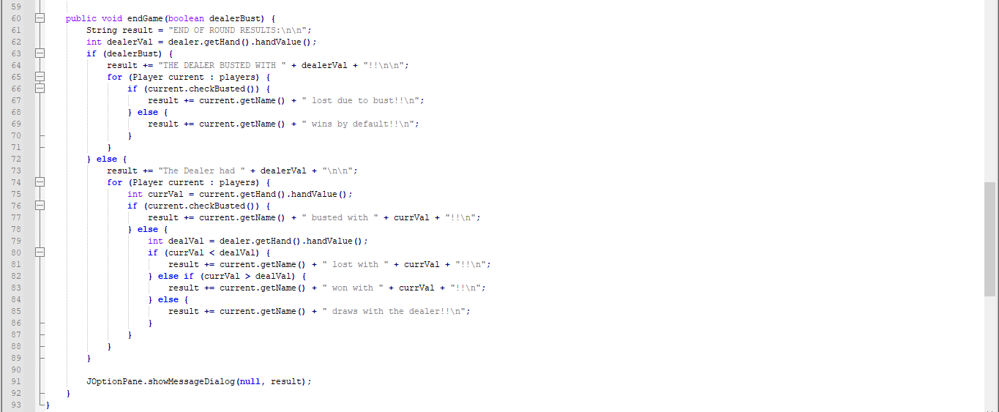 59
60 public void endGame(boolean dealerBust) {
61 String result = "END OF ROUND RESULTS:\n\n";
62 int dealerVal = dealer.getHand().handValue();
63 if (dealerBust) {
64 result += "THE DEALER BUSTED WITH " + dealerVal + "!!\n\n";
65 for (Player current : players) {
66 if (current.checkBusted()) {
67 result += current.getName() + " lost due to bust!!\n";
68 } else {
69 result += current.getName() + " wins by default!!\n";
70 }
71 }
72 } else {
73 result += "The Dealer had " + dealerVal + "\n\n";
74 for (Player current : players) {
75 int currVal = current.getHand().handValue();
76 if (current.checkBusted()) {
77 result += current.getName() + " busted with " + currVal + "!!\n";
78 } else {
79 int dealVal = dealer.getHand().handValue();
80 if (currVal < dealVal) {
81 result += current.getName() + " lost with " + currVal + "!!\n";
82 } else if (currVal > dealVal) {
83 result += current.getName() + " won with " + currVal + "!!\n";
84 } else {
85 result += current.getName() + " draws with the dealer!!\n";
86 }
87 }
88 }
89 }
90
91 JOptionPane.showMessageDialog(null, result);
92 }
93 }